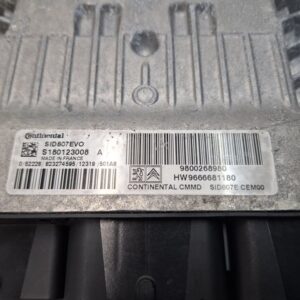 Continental
SID807EVO
S180123008 A
MADE IN FRANCE
9800268980
HW9666681180
CONTINENTAL CMMD SID807E CEM00